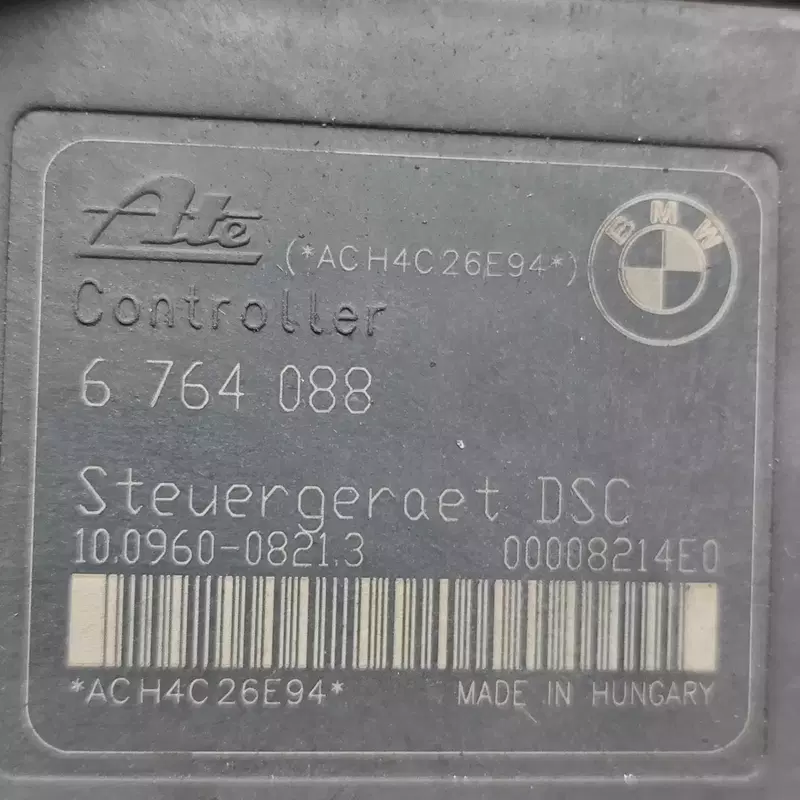 Ate (*ACH4C26E94*) BMW
Controller
6 764 088
Steuergeraet DSC
10.0960-0821.3 00008214E0
*ACH4C26E94* MADE IN HUNGARY